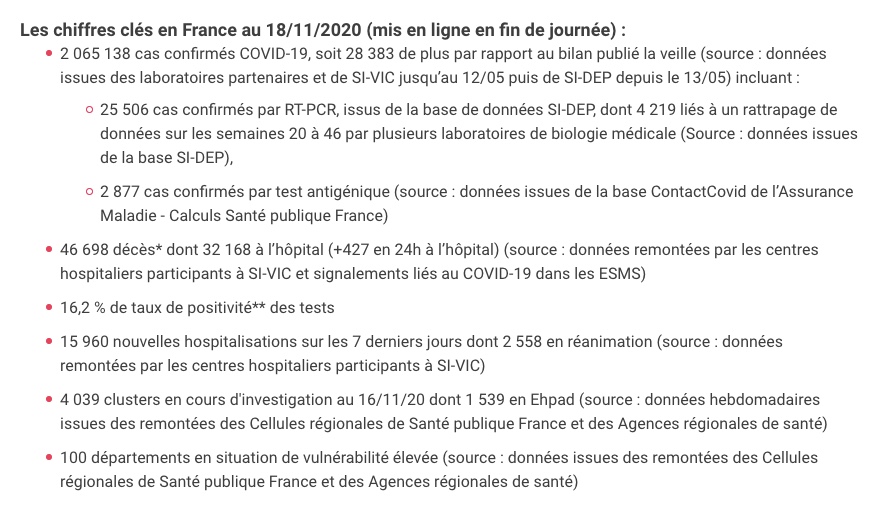 Les chiffres clés en France au 18/11/2020 (mis en ligne en fin de journée) :
2 065 138 cas confirmés COVID-19, soit 28 383 de plus par rapport au bilan publié la veille (source : données
issues des laboratoires partenaires et de SI-VIC jusqu’au 12/05 puis de SI-DEP depuis le 13/05) incluant :
25 506 cas confirmés par RT-PCR, issus de la base de données SI-DEP, dont 4 219 liés à un rattrapage de
données sur les semaines 20 à 46 par plusieurs laboratoires de biologie médicale (Source : données issues
de la base SI-DEP),
2 877 cas confirmés par test antigénique (source : données issues de la base ContactCovid de l’Assurance
Maladie - Calculs Santé publique France)
46 698 décès* dont 32 168 à l’hôpital (+427 en 24h à l’hôpital) (source : données remontées par les centres
hospitaliers participants à SI-VIC et signalements liés au COVID-19 dans les ESMS)
16,2 % de taux de positivité** des tests
15 960 nouvelles hospitalisations sur les 7 derniers jours dont 2 558 en réanimation (source : données
remontées par les centres hospitaliers participants à SI-VIC)
4 039 clusters en cours d'investigation au 16/11/20 dont 1 539 en Ehpad (source : données hebdomadaires
issues des remontées des Cellules régionales de Santé publique France et des Agences régionales de santé)
100 départements en situation de vulnérabilité élevée (source : données issues des remontées des Cellules
régionales de Santé publique France et des Agences régionales de santé)